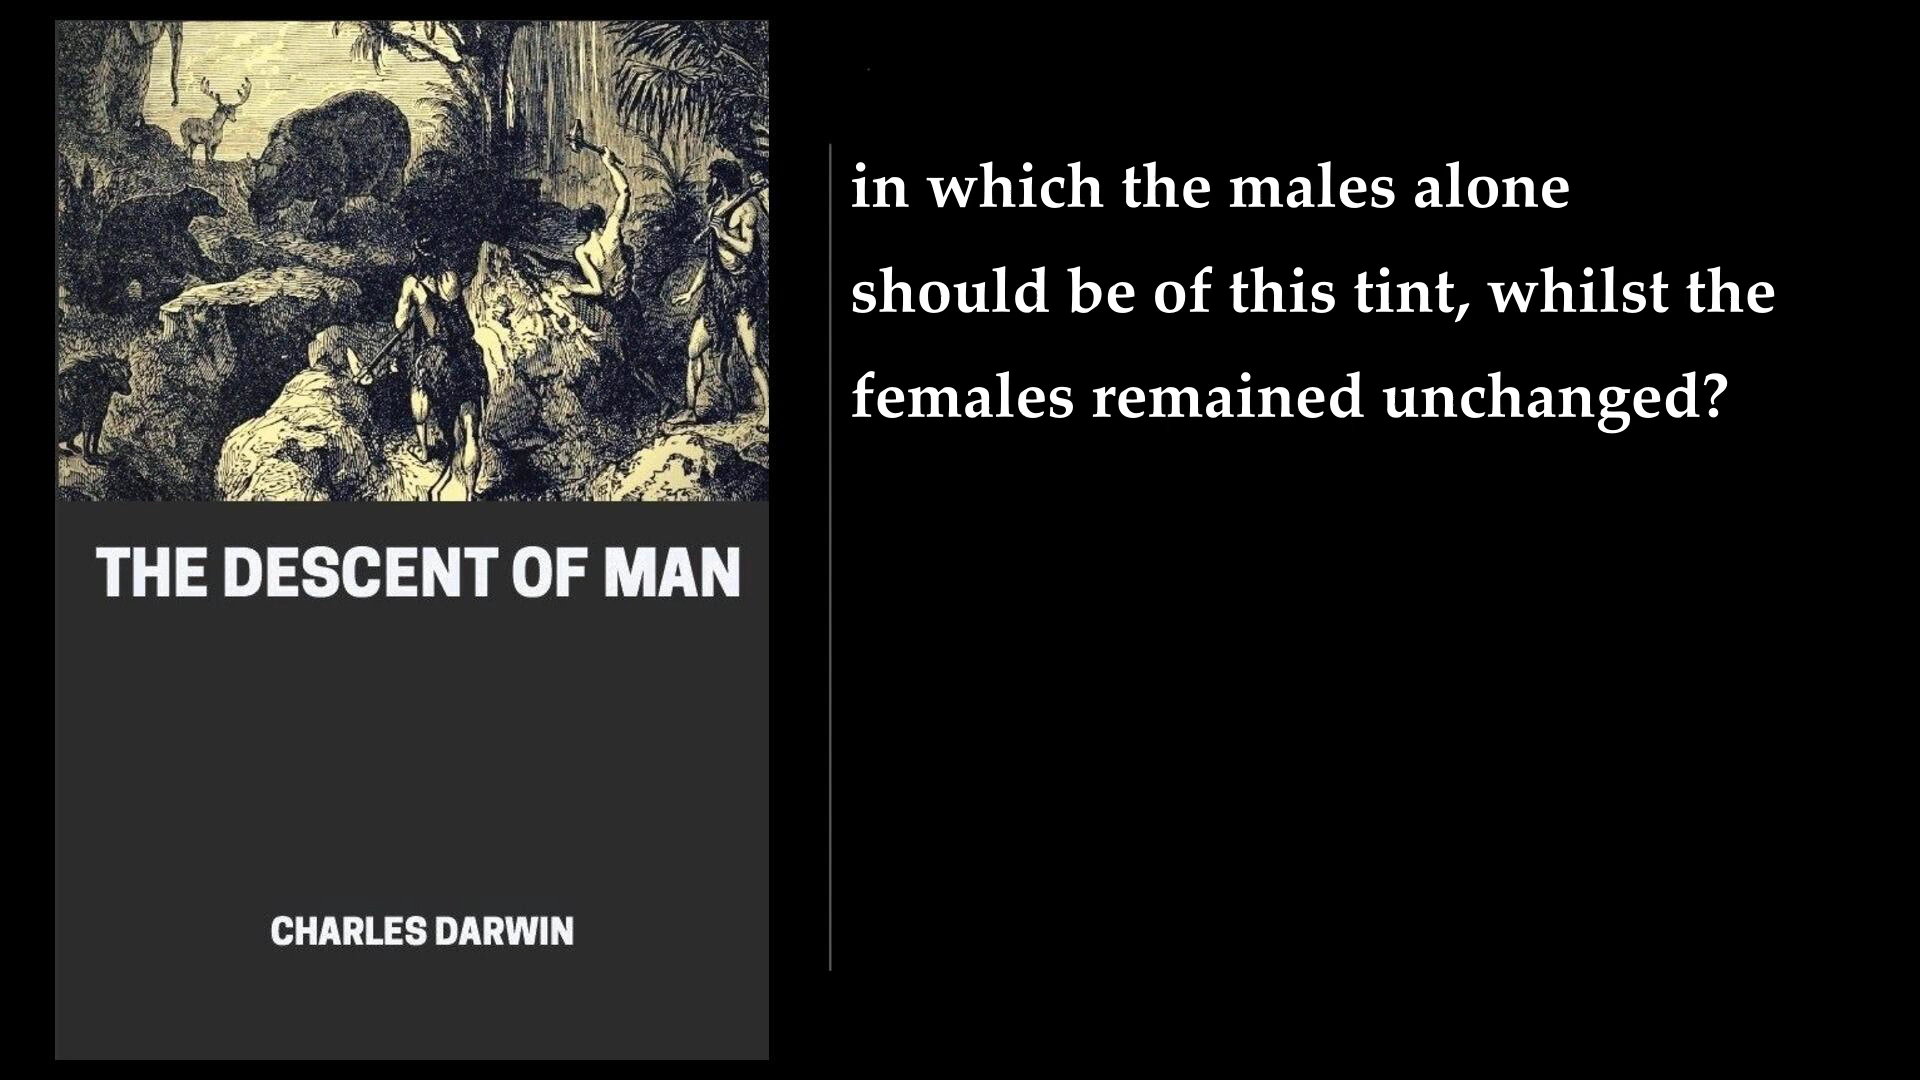 THE DESCENT OF MAN
CHARLES DARWIN
in which the males alone
should be of this tint, whilst the
females remained unchanged?